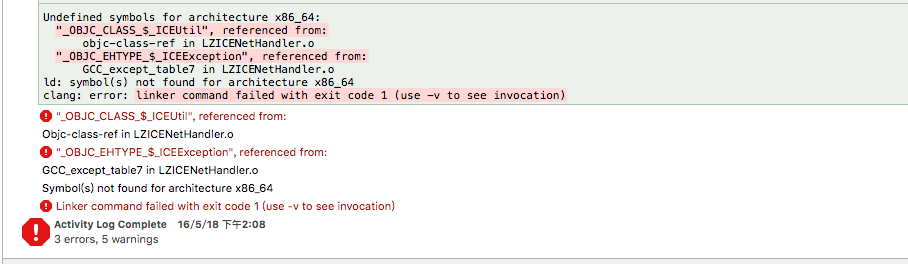 Undefined symbols for architecture x86_64:
"_OBJC_CLASS_$_ICEUtil", referenced from:
objc-class-ref in LZICENetHandler.o
"_OBJC_EHTYPE_$_ICEException", referenced from:
GCC_except_table7 in LZICENetHandler.o
ld: symbol(s) not found for architecture x86_64
clang: error: linker command failed with exit code 1 (use -v to see invocation)
"_OBJC_CLASS_$_ICEUtil", referenced from:
Objc-class-ref in LZICENetHandler.o
"_OBJC_EHTYPE_$_ICEException", referenced from:
GCC_except_table7 in LZICENetHandler.o
Symbol(s) not found for architecture x86_64
Linker command failed with exit code 1 (use -v to see invocation)
Activity Log Complete 16/5/18 下午2:08
3 errors, 5 warnings